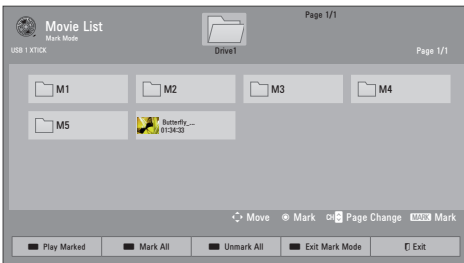 Movie List
Page 1/1
Mark Mode
USB 1 XTICK
Drive1
Page 1/1
M1
M2
M3
M4
M5
Butterfly_...
01:34:33
Move
Mark
CH
Page Change
MARK
Mark
Play Marked
Mark All
Unmark All
Exit Mark Mode
Exit